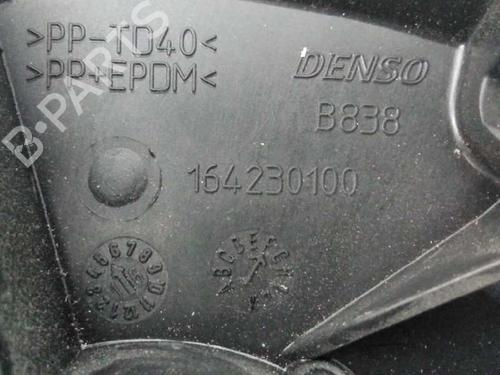 >PP-TD40<
>PP+EPDM<
DENSO
B838
164230100
B-PARTS